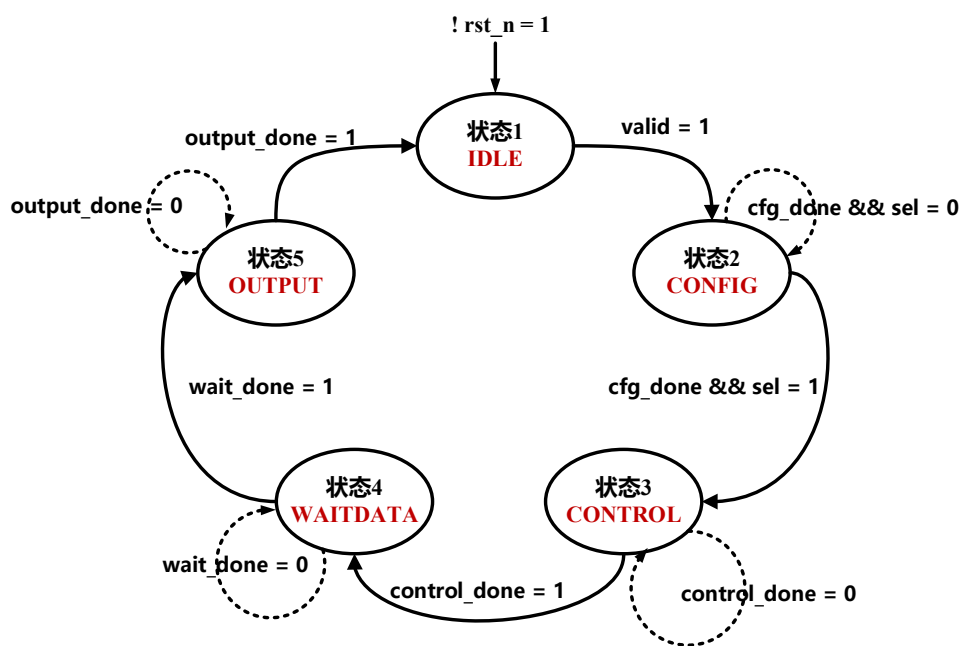 ! rst_n = 1
状态1
IDLE
output_done = 1
valid = 1
output_done = 0
cfg_done && sel = 0
状态5
OUTPUT
状态2
CONFIG
wait_done = 1
cfg_done && sel = 1
状态4
WAITDATA
状态3
CONTROL
wait_done = 0
control_done = 1
control_done = 0